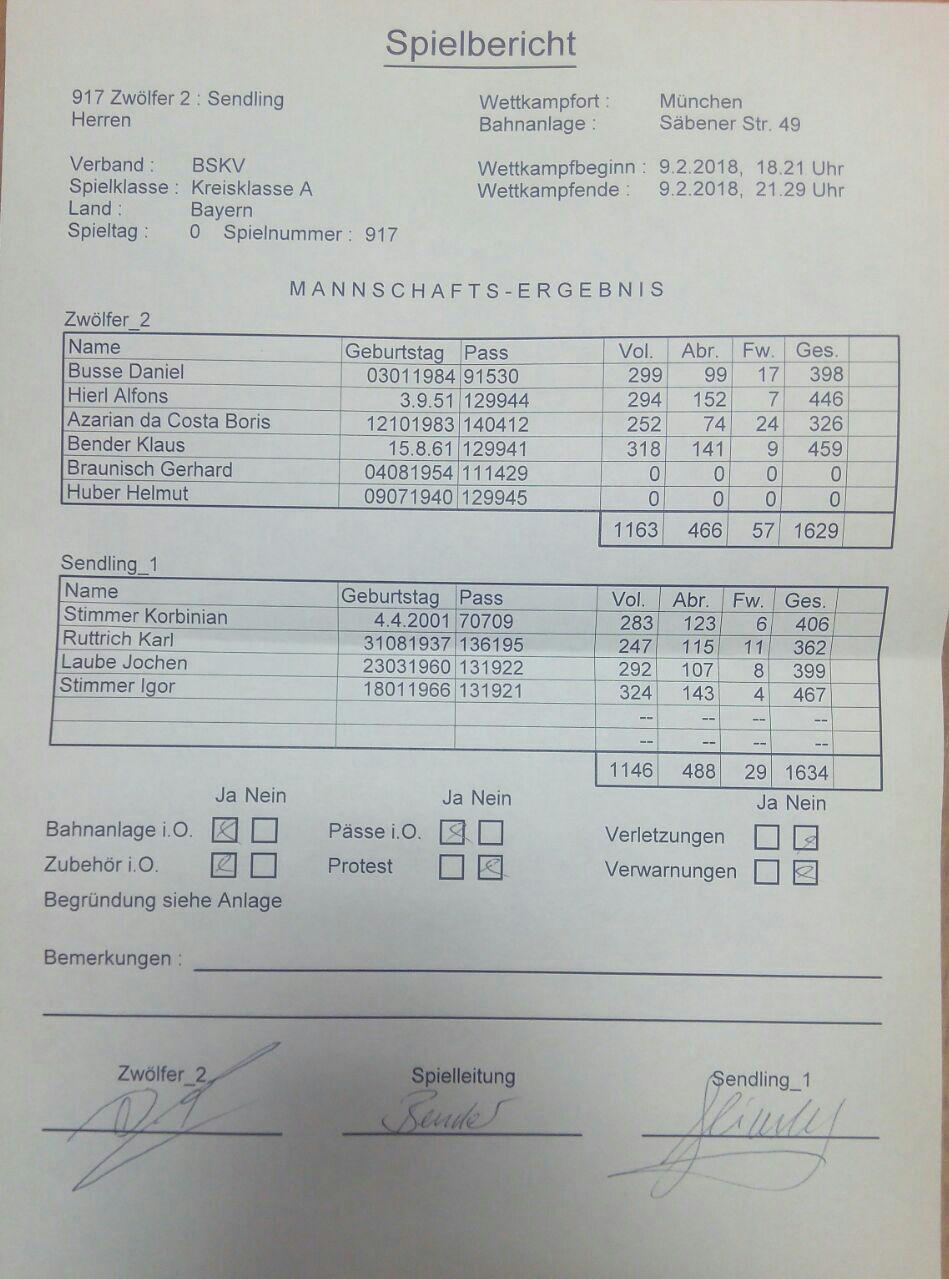 Spielbericht
917 Zwölfer 2 : Sendling
Herren
Wettkampfort : München
Bahnanlage : Säbener Str. 49
Verband : BSKV
Spielklasse : Kreisklasse A
Land : Bayern
Spieltag : 0 Spielnummer : 917
Wettkampfbeginn : 9.2.2018, 18.21 Uhr
Wettkampfende : 9.2.2018, 21.29 Uhr
MANNSCHAFTS-ERGEBNIS
Zwölfer_2
Name Geburtstag Pass Vol. Abr. Fw. Ges.
Busse Daniel 03011984 91530 299 99 17 398
Hierl Alfons 3.9.51 129944 294 152 7 446
Azarian da Costa Boris 12101983 140412 252 74 24 326
Bender Klaus 15.8.61 129941 318 141 9 459
Braunisch Gerhard 04081954 111429 0 0 0 0
Huber Helmut 09071940 129945 0 0 0 0
1163 466 57 1629
Sendling_1
Name Geburtstag Pass Vol. Abr. Fw. Ges.
Stimmer Korbinian 4.4.2001 70709 283 123 6 406
Ruttrich Karl 31081937 136195 247 115 11 362
Laube Jochen 23031960 131922 292 107 8 399
Stimmer Igor 18011966 131921 324 143 4 467
-- -- -- --
-- -- -- --
1146 488 29 1634
Ja Nein Ja Nein Ja Nein
Bahnanlage i.O. Pässe i.O. Verletzungen
Zubehör i.O. Protest Verwarnungen
Begründung siehe Anlage
Bemerkungen :
Zwölfer_2 Spielleitung Sendling_1
Bender